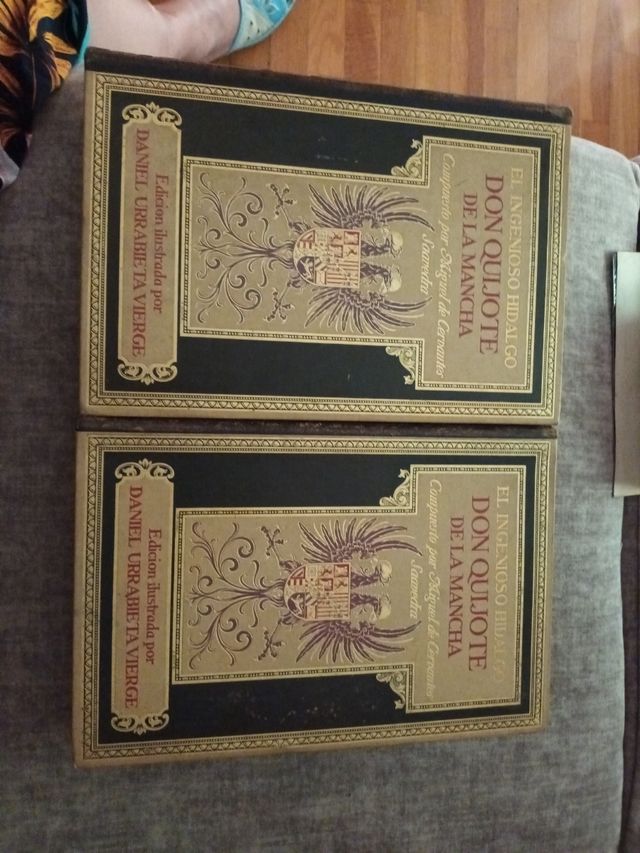 EL INGENIOSO HIDALGO
DON QUIJOTE
DE LA MANCHA
Compuesto por Miguel de Cervantes
Saavedra
Edicion ilustrada por
DANIEL URRABIETA VIERGE
EL INGENIOSO HIDALGO
DON QUIJOTE
DE LA MANCHA
Compuesto por Miguel de Cervantes
Saavedra
Edicion ilustrada por
DANIEL URRABIETA VIERGE